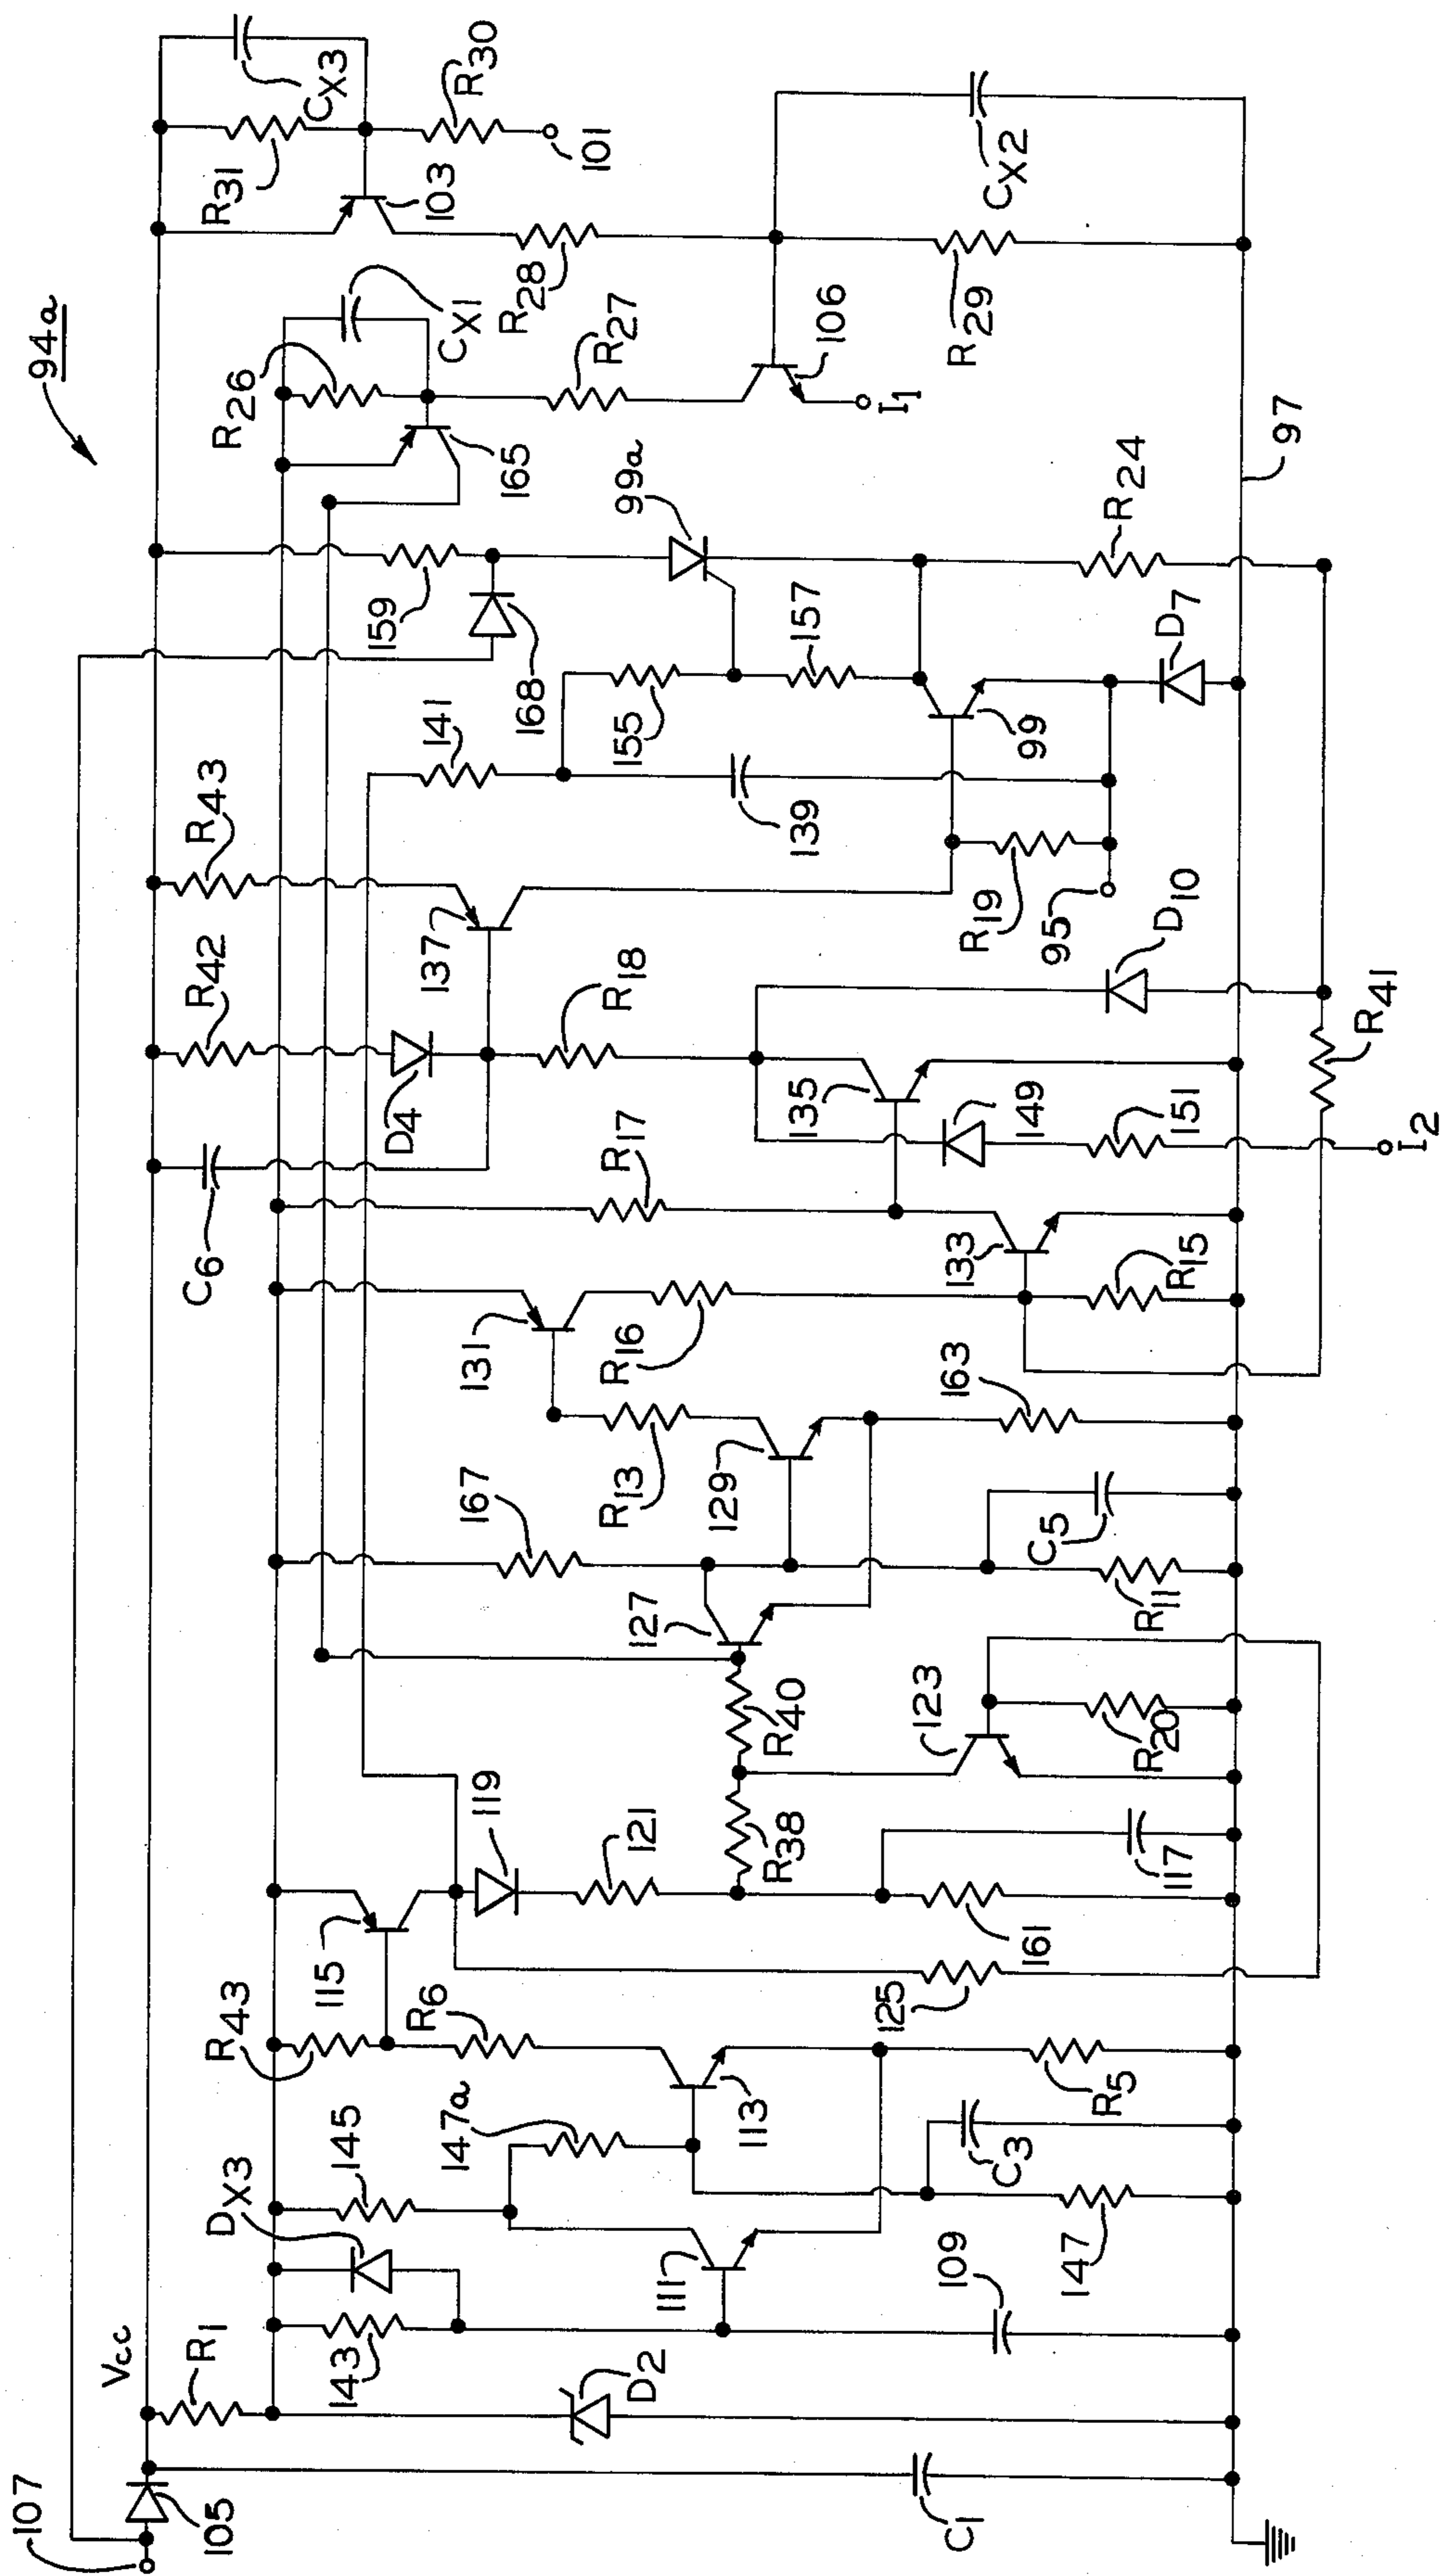 94a
Vcc
107
105
R1
C1
D2
143
DX3
145
147a
111
109
147
C3
113
R5
R43
R6
115
125
119
121
161
117
R38
R40
123
R20
127
167
129
C5
R11
R13
163
131
R16
133
R15
R17
C6
D4
R42
R18
135
149
151
I2
R41
D10
R43
137
R19
95
139
141
155
157
99
D7
168
159
99a
R24
97
165
R26
CX1
R27
106
I1
R28
R29
CX2
103
R31
CX3
R30
101